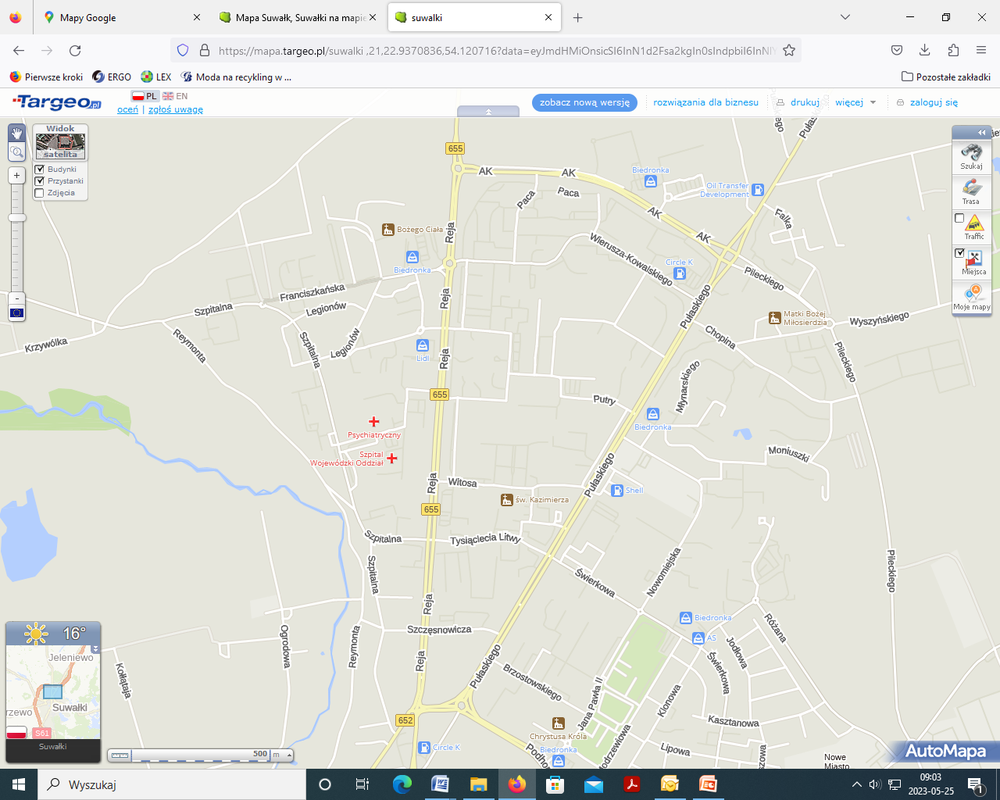 Mapy Google
Mapa Suwałk, Suwałki na mapie
suwalki
https://mapa.targeo.pl/suwalki ,21,22.9370836,54.120716?data=eyJmdHMiOnsicSI6InN1d2Fsa2kgIn0sIndpbiI6InNlY
Pierwsze kroki
ERGO
LEX
Moda na recykling w ...
Pozostałe zakładki
Targeo.pl
PL
EN
oceń | zgłoś uwagę
zobacz nową wersję
rozwiązania dla biznesu
drukuj
więcej
zaloguj się
Widok
satelita
Budynki
Przystanki
Zdjęcia
+
-
Szukaj
Trasa
Traffic
Miejsca
Moje mapy
655
AK
AK
AK
AK
Paca
Paca
Biedronka
Oil Transfer
Development
Falka
Bożego Ciała
Reja
Biedronka
Wierusza-Kowalskiego
Circle K
Pileckiego
Franciszkańska
Legionów
Szpitalna
Reja
Pułaskiego
Matki Bożej
Miłosierdzia
Wyszyńskiego
Krzywólka
Reymonta
Szpitalna
Legionów
Lidl
Reja
Chopina
Pileckiego
Młynarskiego
655
Putry
Biedronka
Psychiatryczny
Szpital
Wojewódzki Oddział
Moniuszki
Reja
Witosa
Pułaskiego
Shell
św. Kazimierza
655
Szpitalna
Tysiąclecia Litwy
Szpitalna
Świerkowa
Nowomiejska
Pileckiego
Reja
Biedronka
AS
Różana
Jodłowa
Szczęsnowicza
Ogrodowa
Reymonta
Reja
Pułaskiego
Brzostowskiego
Świerkowa
Jana Pawła II
Klonowa
Kołłątaja
652
Kasztanowa
Chrystusa Króla
Biedronka
Circle K
Modrzewiowa
Lipowa
Nowe
Miasto
16°
Jeleniewo
Suwałki
rzewo
S61
Suwałki
500 m
AutoMapa
Wyszukaj
09:03
2023-05-25
1